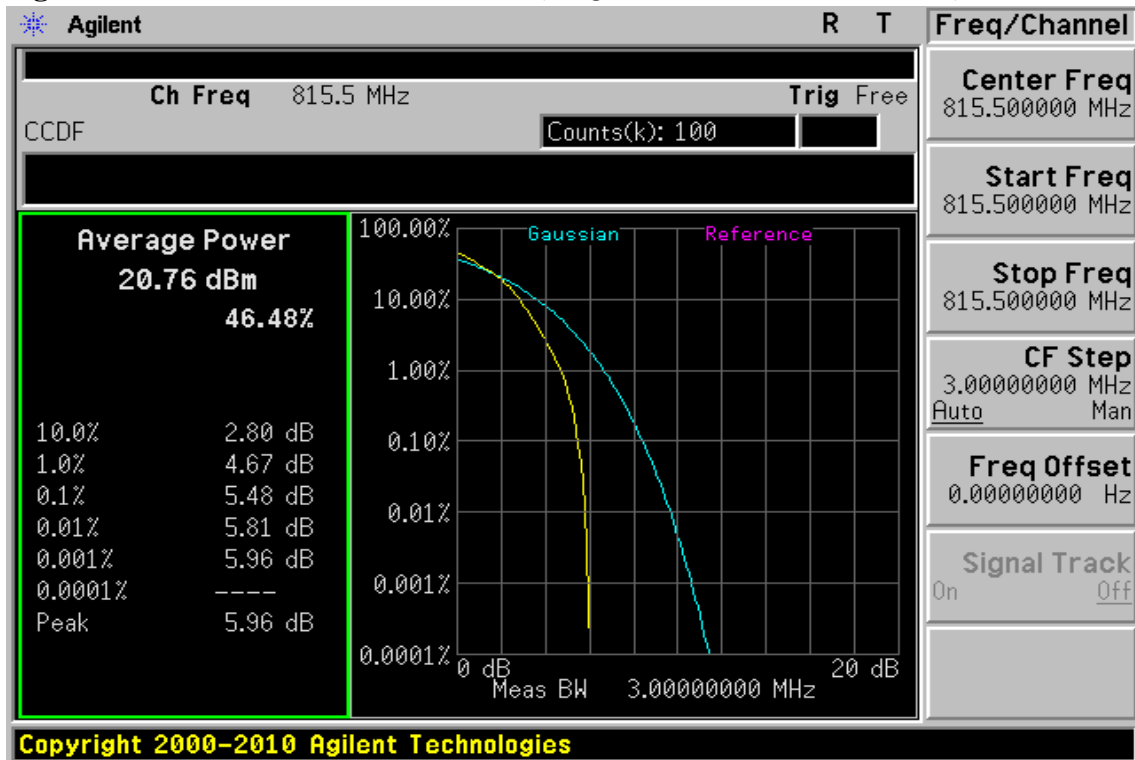 Agilent R T
Freq/Channel
Ch Freq 815.5 MHz Trig Free
CCDF Counts(k): 100
Average Power
20.76 dBm
46.48%
10.0% 2.80 dB
1.0% 4.67 dB
0.1% 5.48 dB
0.01% 5.81 dB
0.001% 5.96 dB
0.0001% ----
Peak 5.96 dB
100.00%
10.00%
1.00%
0.10%
0.01%
0.001%
0.0001%
Gaussian Reference
0 dB 20 dB
Meas BW 3.00000000 MHz
Center Freq
815.500000 MHz
Start Freq
815.500000 MHz
Stop Freq
815.500000 MHz
CF Step
3.00000000 MHz
Auto Man
Freq Offset
0.00000000 Hz
Signal Track
On Off
Copyright 2000-2010 Agilent Technologies